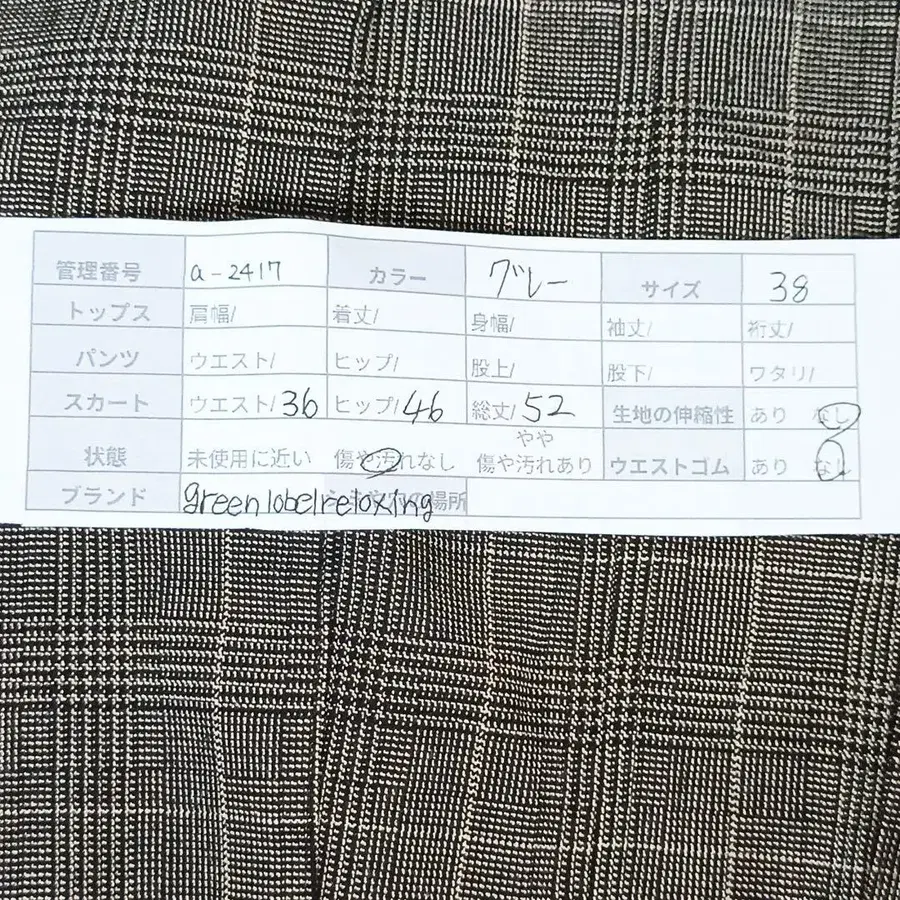 管理番号 a-2417 カラー グレー サイズ 38
トップス 肩幅/ 着丈/ 身幅/ 袖丈/ 裄丈/
パンツ ウエスト/ ヒップ/ 股上/ 股下/ ワタリ/
スカート ウエスト/36 ヒップ/46 総丈/52 生地の伸縮性 あり なし
状態 未使用に近い 傷や汚れなし やや傷や汚れあり ウエストゴム あり なし
ブランド greenlabelrelaxing の場所